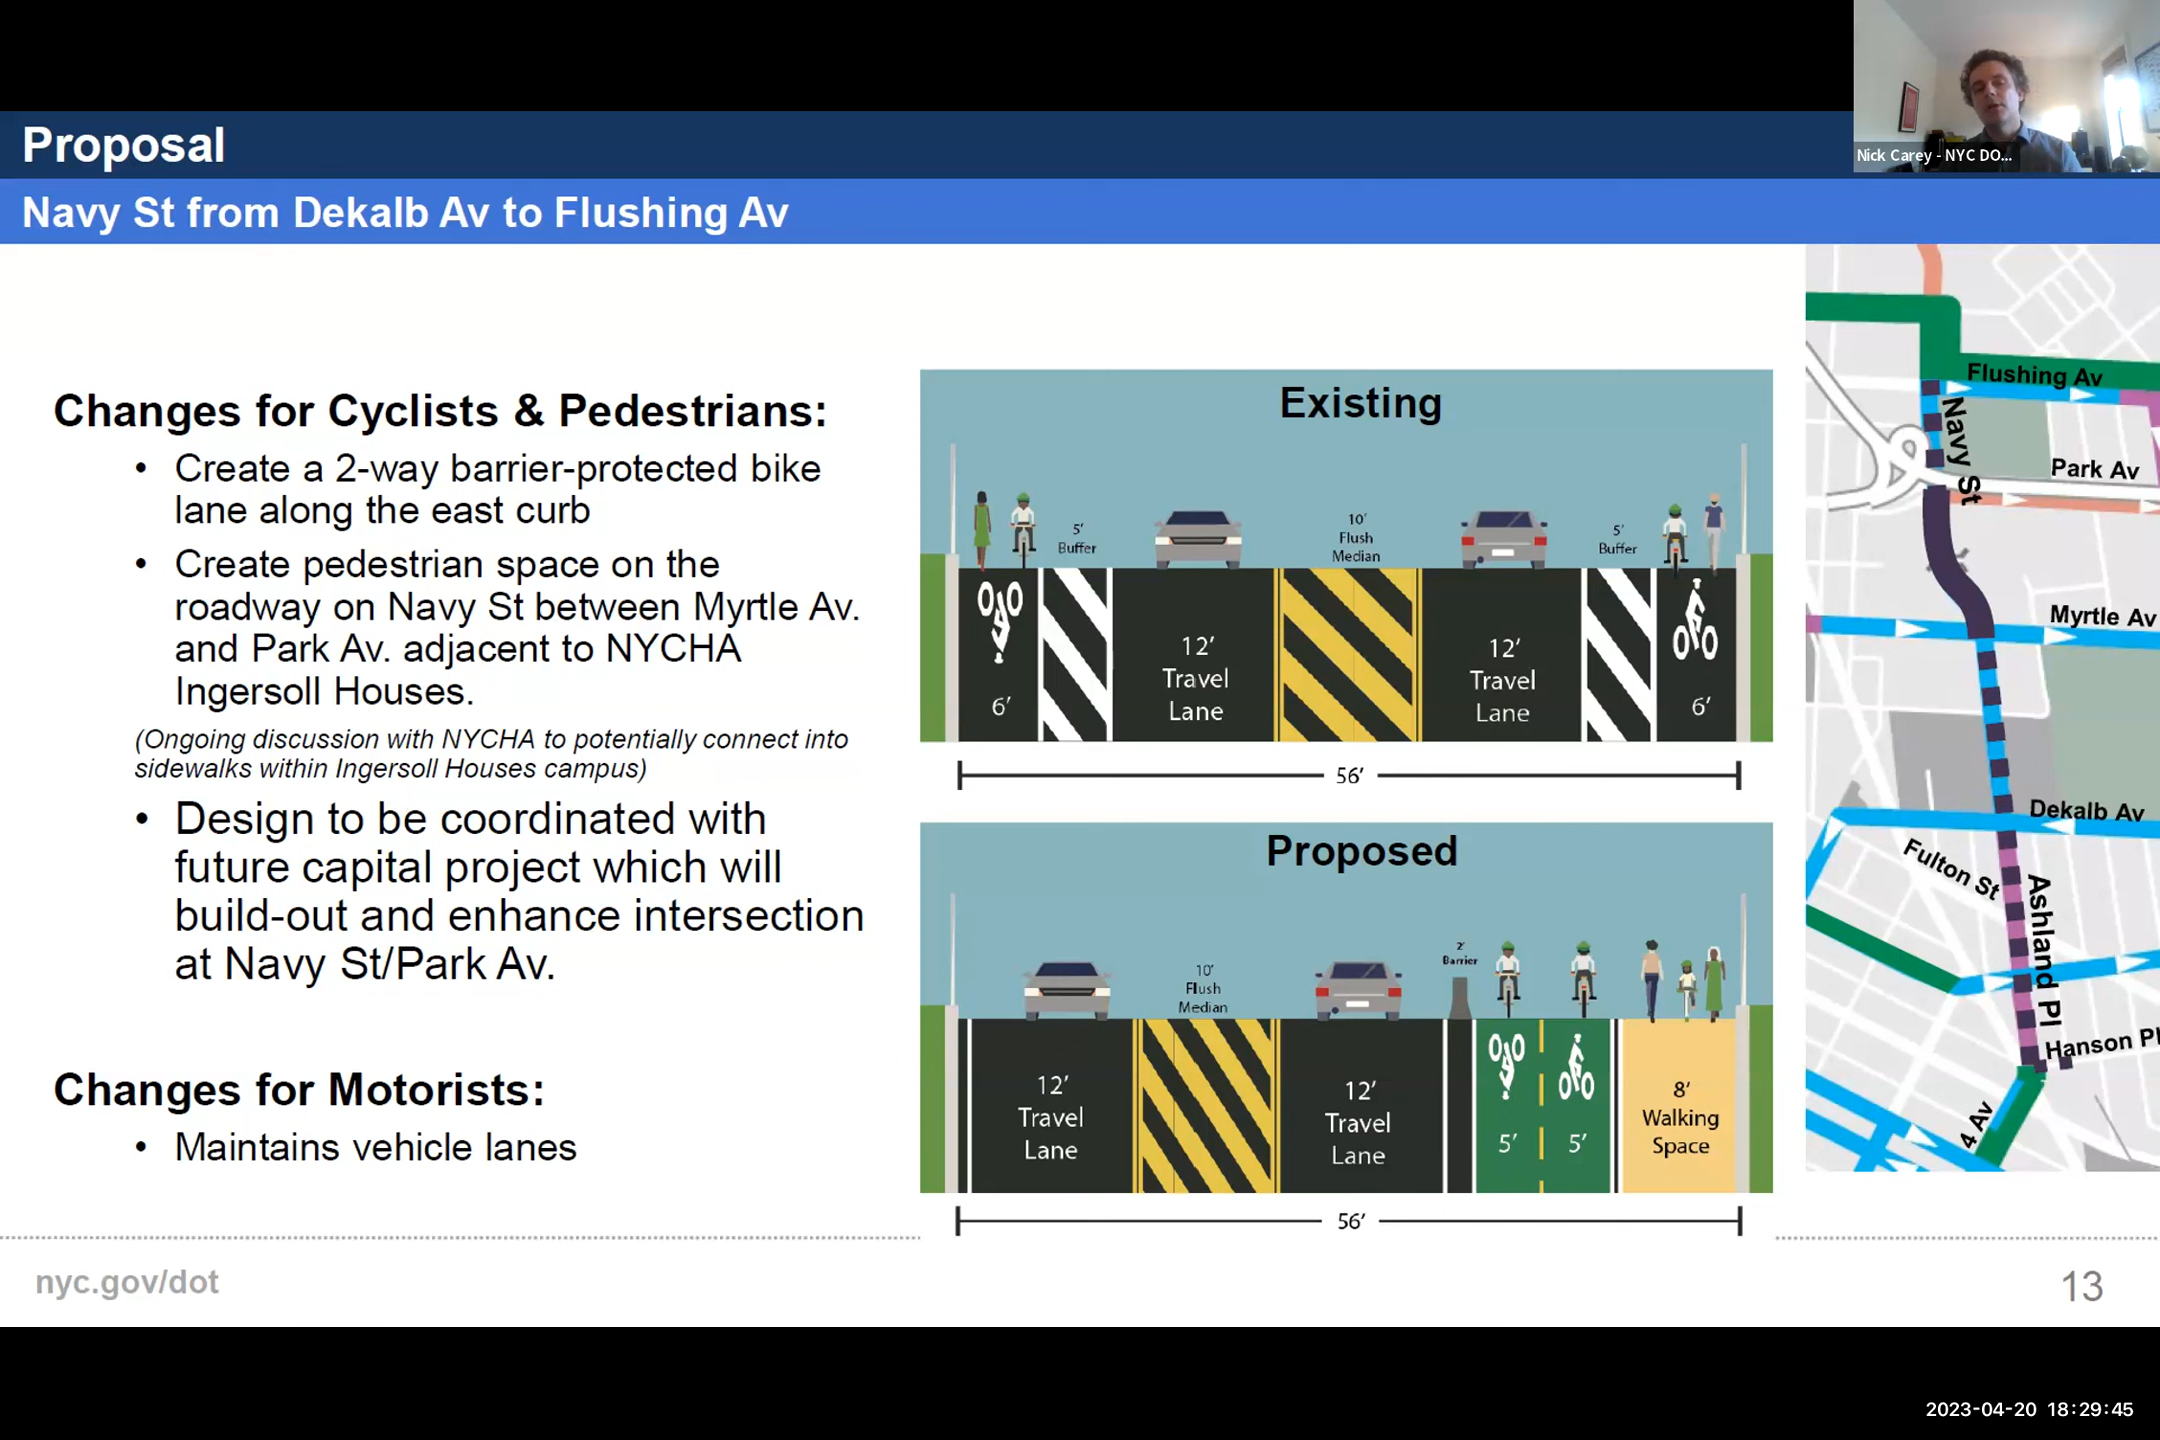 Nick Carey - NYC DO...
Proposal
Navy St from Dekalb Av to Flushing Av
Changes for Cyclists & Pedestrians:
• Create a 2-way barrier-protected bike
lane along the east curb
• Create pedestrian space on the
roadway on Navy St between Myrtle Av.
and Park Av. adjacent to NYCHA
Ingersoll Houses.
(Ongoing discussion with NYCHA to potentially connect into
sidewalks within Ingersoll Houses campus)
• Design to be coordinated with
future capital project which will
build-out and enhance intersection
at Navy St/Park Av.
Changes for Motorists:
• Maintains vehicle lanes
Existing
5'
Buffer
10'
Flush
Median
5'
Buffer
6'
12'
Travel
Lane
12'
Travel
Lane
6'
56'
Proposed
10'
Flush
Median
2'
Barrier
12'
Travel
Lane
12'
Travel
Lane
5'
5'
8'
Walking
Space
56'
Flushing Av
Navy St
Park Av
Myrtle Av
Dekalb Av
Fulton St
Ashland Pl
Hanson Pl
4 Av
nyc.gov/dot
13
2023-04-20 18:29:45